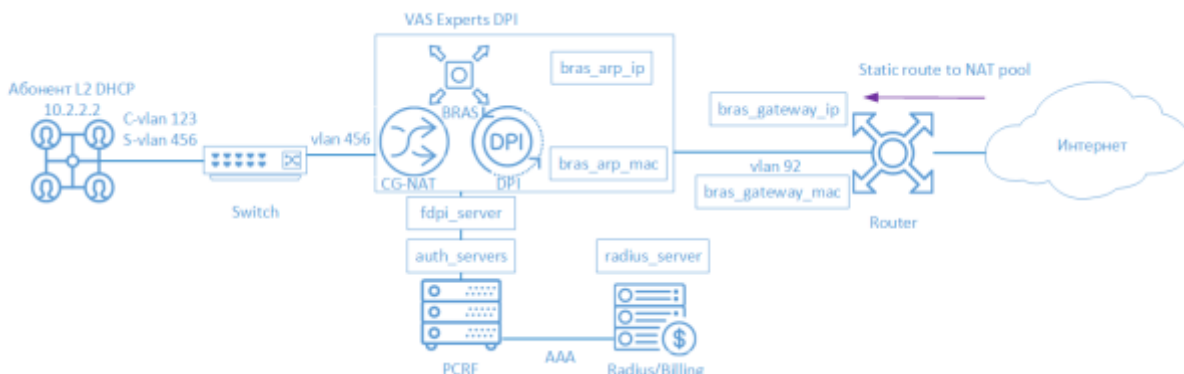 VAS Experts DPI
Абонент L2 DHCP
10.2.2.2
C-vlan 123
S-vlan 456
Switch
vlan 456
BRAS
CG-NAT
DPI
DPI
bras_arp_ip
bras_arp_mac
fdpi_server
auth_servers
PCRF
AAA
radius_server
Radius/Billing
Static route to NAT pool
bras_gateway_ip
vlan 92
bras_gateway_mac
Router
Интернет